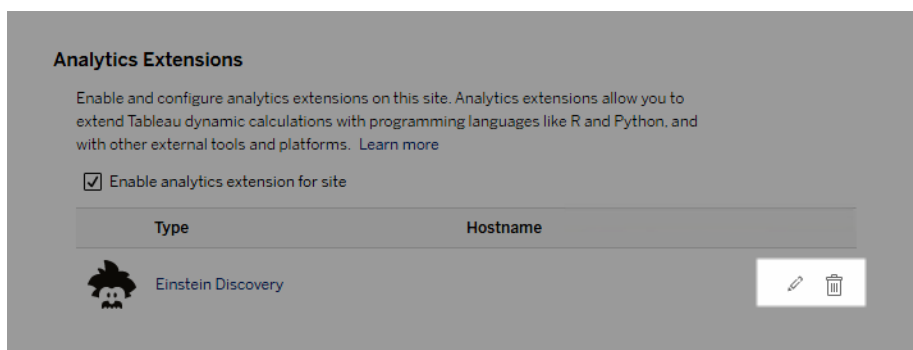 Analytics Extensions
Enable and configure analytics extensions on this site. Analytics extensions allow you to
extend Tableau dynamic calculations with programming languages like R and Python, and
with other external tools and platforms. Learn more
Enable analytics extension for site
Type Hostname
Einstein Discovery